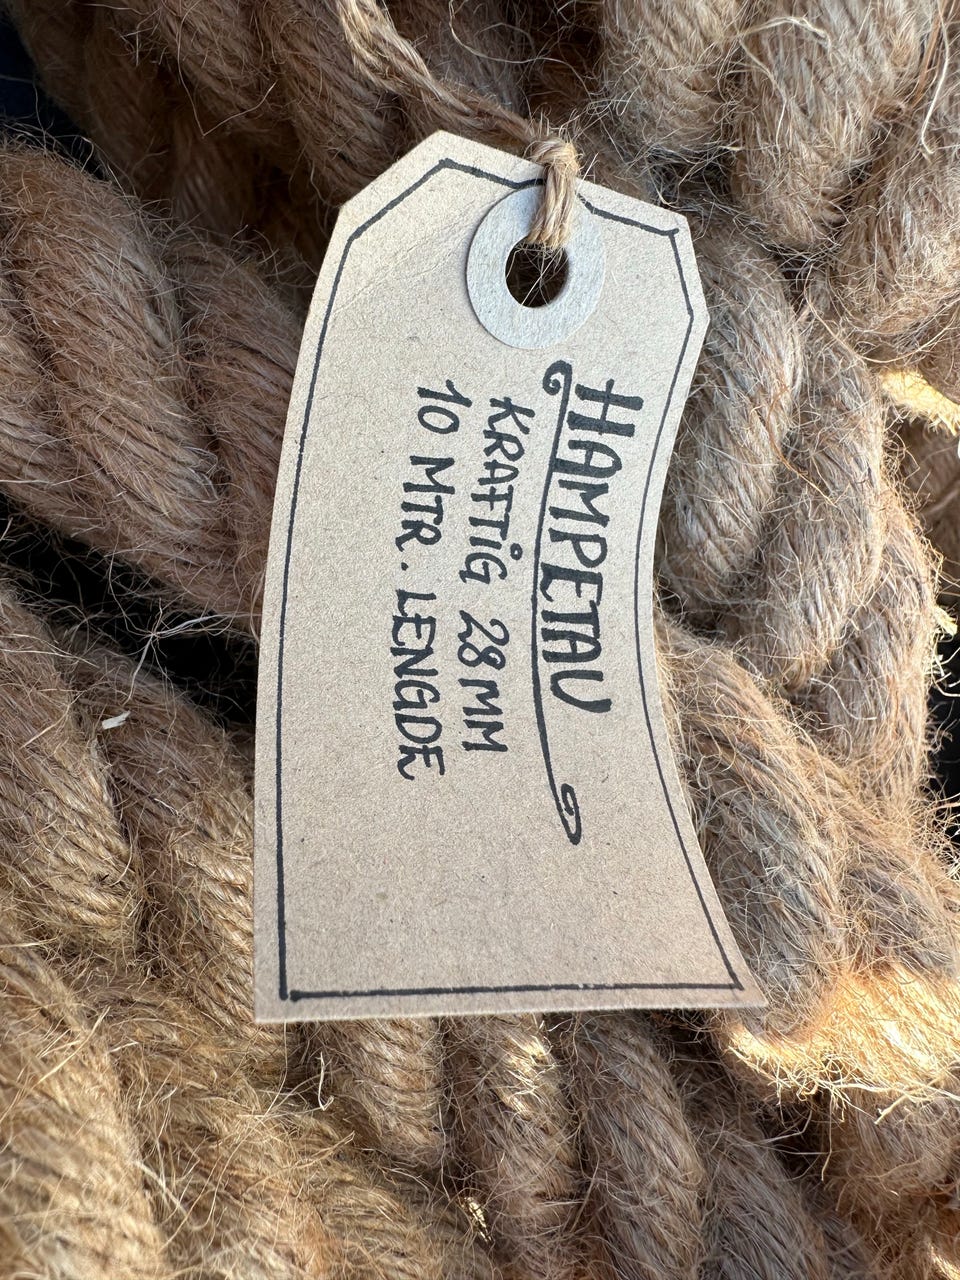 HAMPETAU
KRAFTiG 28 MM
10 MTR. LENGDE